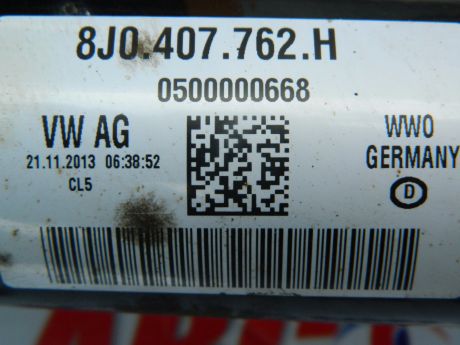 8J0.407.762.H
0500000668
VW AG
21.11.2013 06:38:52
CL5
WWO
GERMANY
D